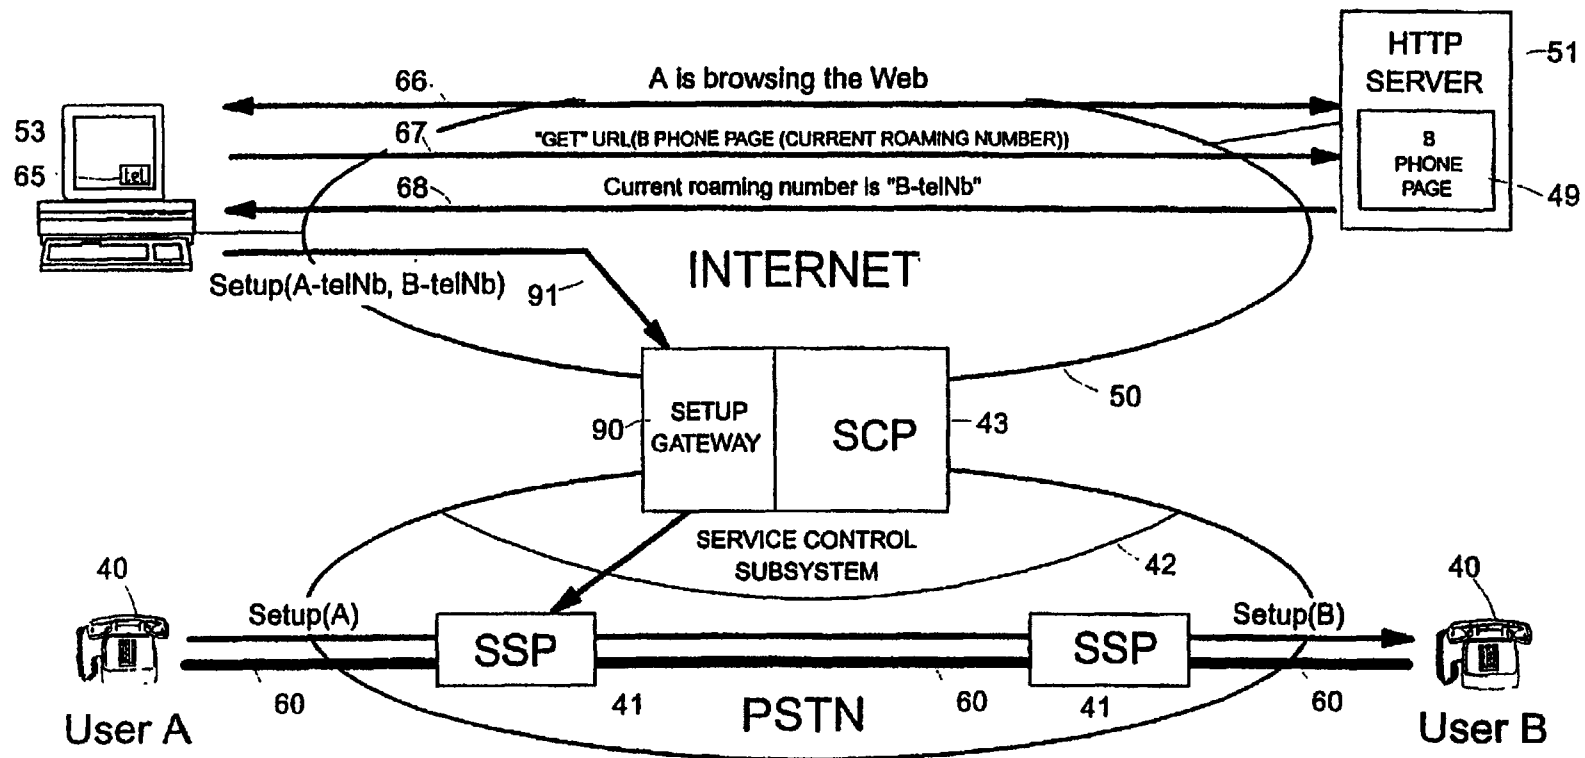 HTTP
SERVER
51
66
A is browsing the Web
53
67
"GET" URL(B PHONE PAGE (CURRENT ROAMING NUMBER))
B
PHONE
PAGE
65
tel
68
Current roaming number is "B-telNb"
49
INTERNET
Setup(A-telNb, B-telNb)
91
50
90
SETUP
GATEWAY
SCP
43
SERVICE CONTROL
SUBSYSTEM
42
40
40
Setup(A)
Setup(B)
SSP
SSP
60
41
60
41
60
PSTN
User A
User B